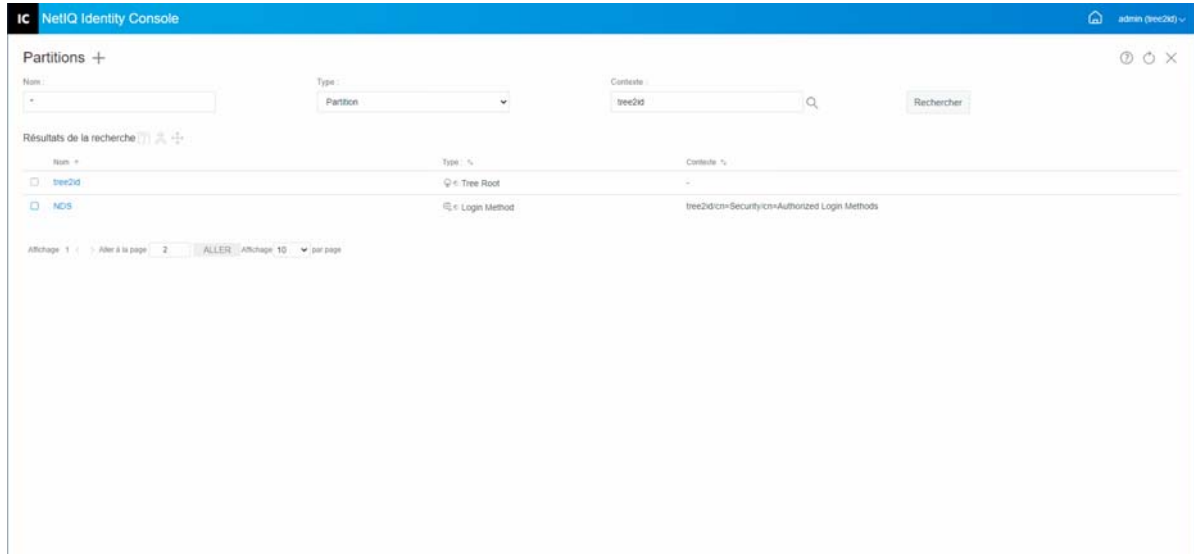 IC NetIQ Identity Console admin (tree2id)
Partitions
Nom : Type : Contexte :
* Partition tree2id Rechercher
Résultats de la recherche
Nom Type : Contexte
tree2id Tree Root -
NDS Login Method tree2id/cn=Security/cn=Authorized Login Methods
Affichage 1 Aller à la page 2 ALLER Affichage 10 par page